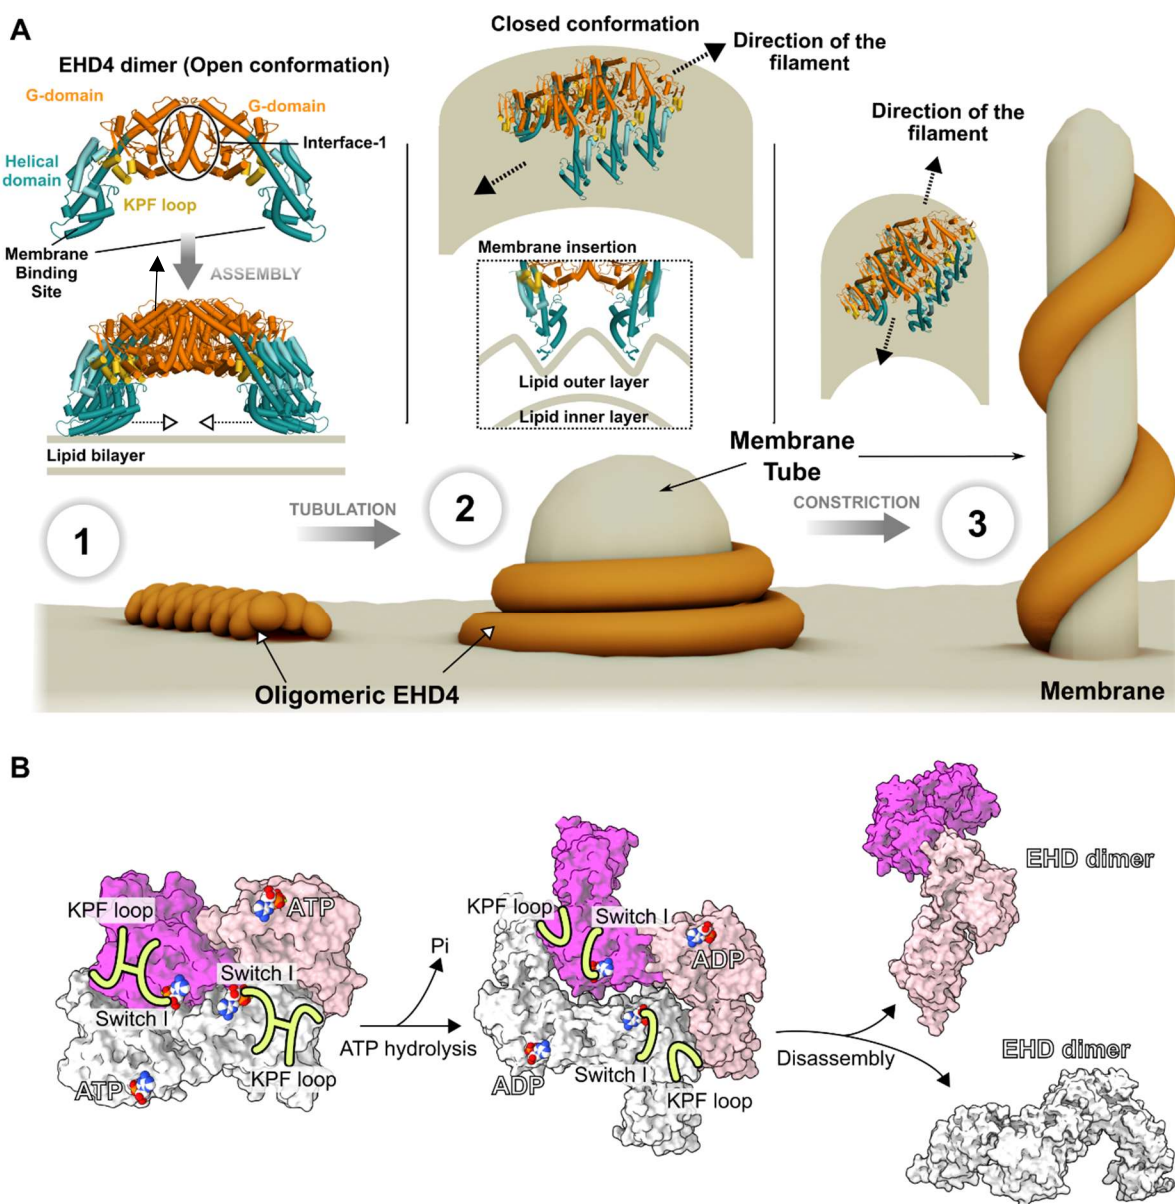 A
EHD4 dimer (Open conformation)
G-domain
G-domain
Interface-1
Helical
domain
KPF loop
Membrane
Binding
Site
ASSEMBLY
Lipid bilayer
Closed conformation
Direction of the
filament
Membrane insertion
Lipid outer layer
Lipid inner layer
Direction of the
filament
Membrane
Tube
1
TUBULATION
2
CONSTRICTION
3
Oligomeric EHD4
Membrane
B
KPF loop
ATP
Switch I
Switch I
KPF loop
ATP
Pi
ATP hydrolysis
KPF loop
Switch I
ADP
ADP
Switch I
KPF loop
Disassembly
EHD dimer
EHD dimer